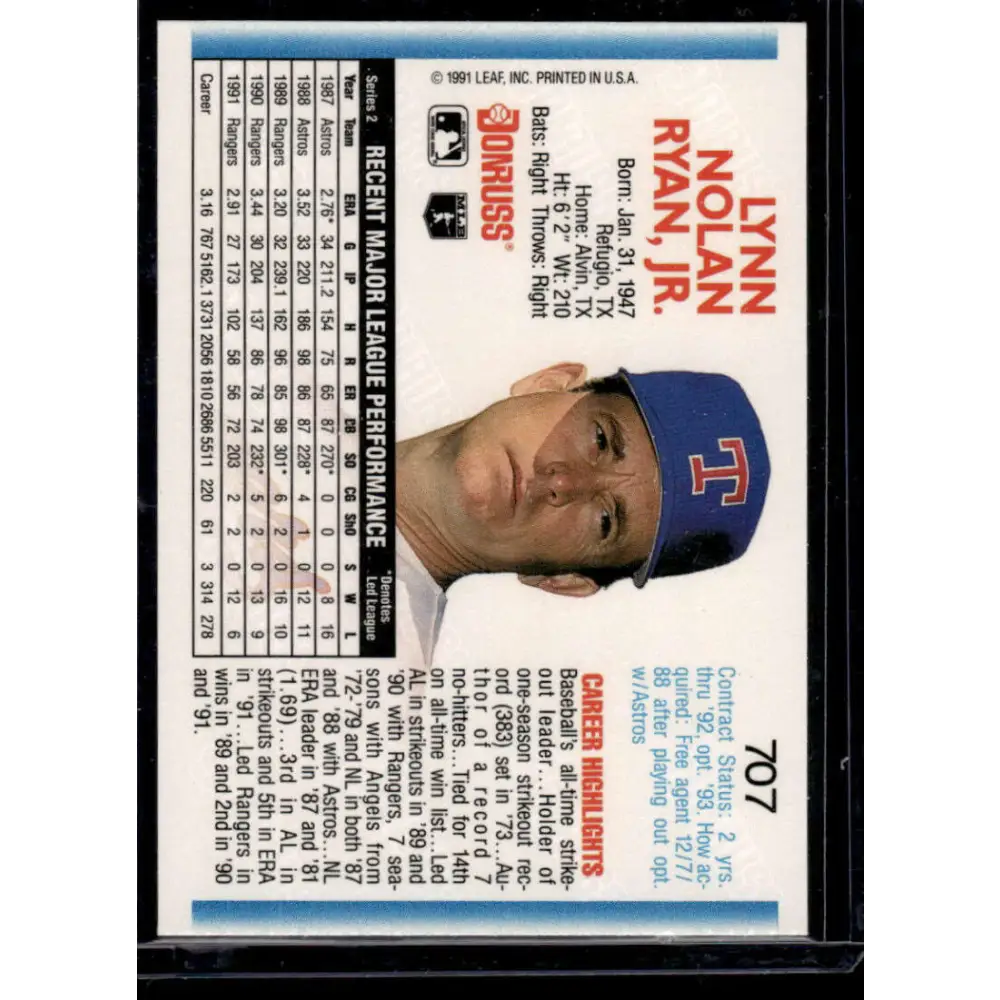 707
LYNN
NOLAN
RYAN, JR.
Born: Jan. 31, 1947
Refugio, TX
Home: Alvin, TX
Ht: 6'2" Wt: 210
Bats: Right Throws: Right
DONRUSS®
MLB
© 1991 LEAF, INC. PRINTED IN U.S.A.
Contract Status: 2 yrs.
thru '92, opt. '93. How ac-
quired: Free agent 12/7/
88 after playing out opt.
w/Astros
CAREER HIGHLIGHTS
Baseball's all-time strike-
out leader...Holder of
one-season strikeout rec-
ord (383) set in '73...Au-
thor of a record 7
no-hitters...Tied for 14th
on all-time win list...Led
AL in strikeouts in '89 and
'90 with Rangers, 7 sea-
sons with Angels from
'72-'79 and NL in both '87
and '88 with Astros...NL
ERA leader in '87 and '81
(1.69)...3rd in AL in
strikeouts and 5th in ERA
in '91...Led Rangers in
wins in '89 and 2nd in '90
and '91.
Series 2 RECENT MAJOR LEAGUE PERFORMANCE *Denotes
Led League
Year Team ERA G IP H R ER CB SO CG ShO S W L
1987 Astros 2.76* 34 211.2 154 75 65 87 270* 0 0 0 8 16
1988 Astros 3.52 33 220 186 98 86 87 228* 4 1 0 12 11
1989 Rangers 3.20 32 239.1 162 96 85 98 301* 6 2 0 16 10
1990 Rangers 3.44 30 204 137 86 78 74 232* 5 2 0 13 9
1991 Rangers 2.91 27 173 102 58 56 72 203 2 2 0 12 6
Career 3.16 767 5162.1 3731 2056 1810 2686 5511 220 61 3 314 278
T